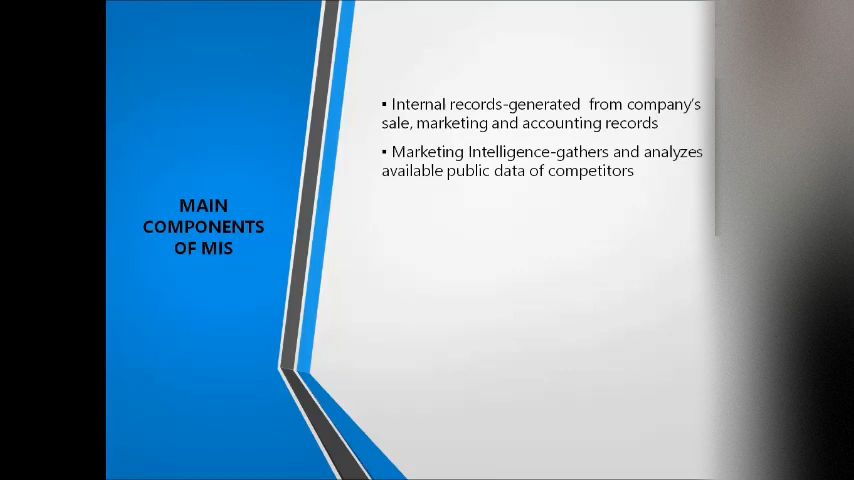 MAIN
COMPONENTS
OF MIS
▪ Internal records-generated  from company's
sale, marketing and accounting records
▪ Marketing Intelligence-gathers and analyzes
available public data of competitors